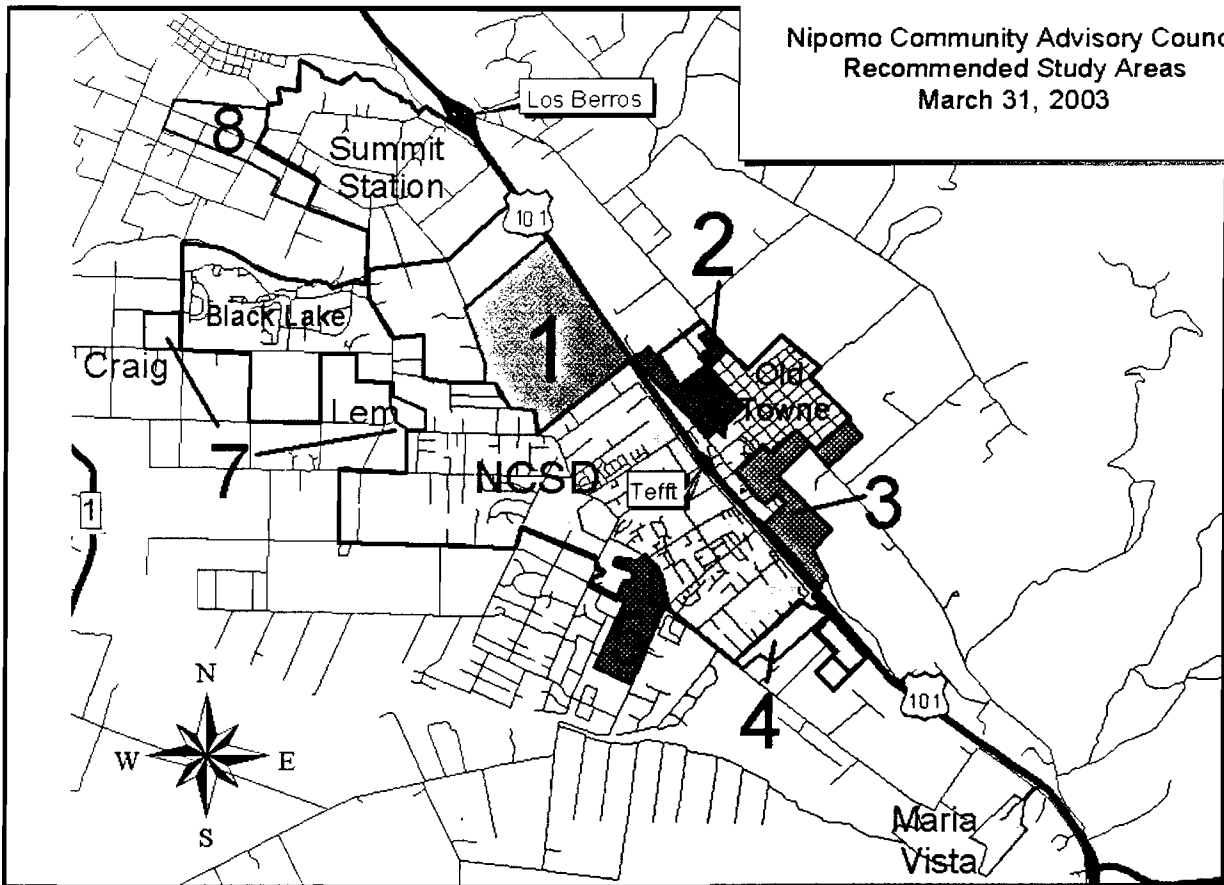 Nipomo Community Advisory Counc
Recommended Study Areas
March 31, 2003
Los Berros
8
Summit
Station
101
2
Black Lake
1
Old
Towne
Craig
Lem
7
NCSD
Tefft
3
1
N
W
E
S
4
101
Maria
Vista